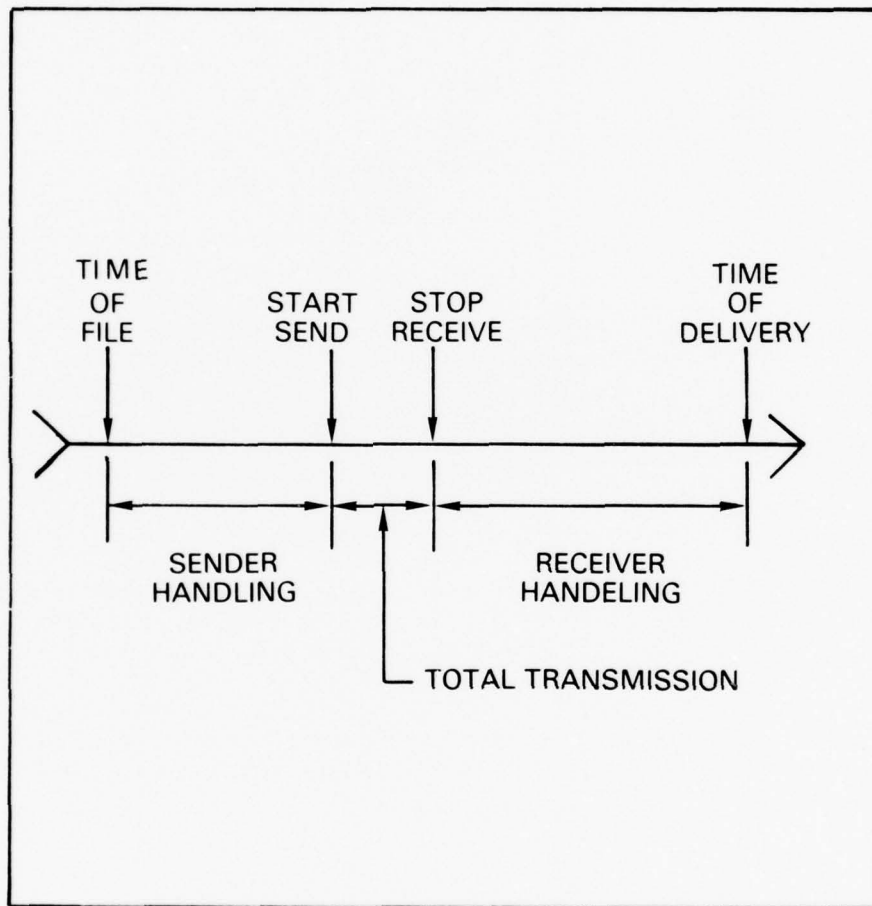 TIME
OF
FILE
START
SEND
STOP
RECEIVE
TIME
OF
DELIVERY
SENDER
HANDLING
RECEIVER
HANDELING
TOTAL TRANSMISSION